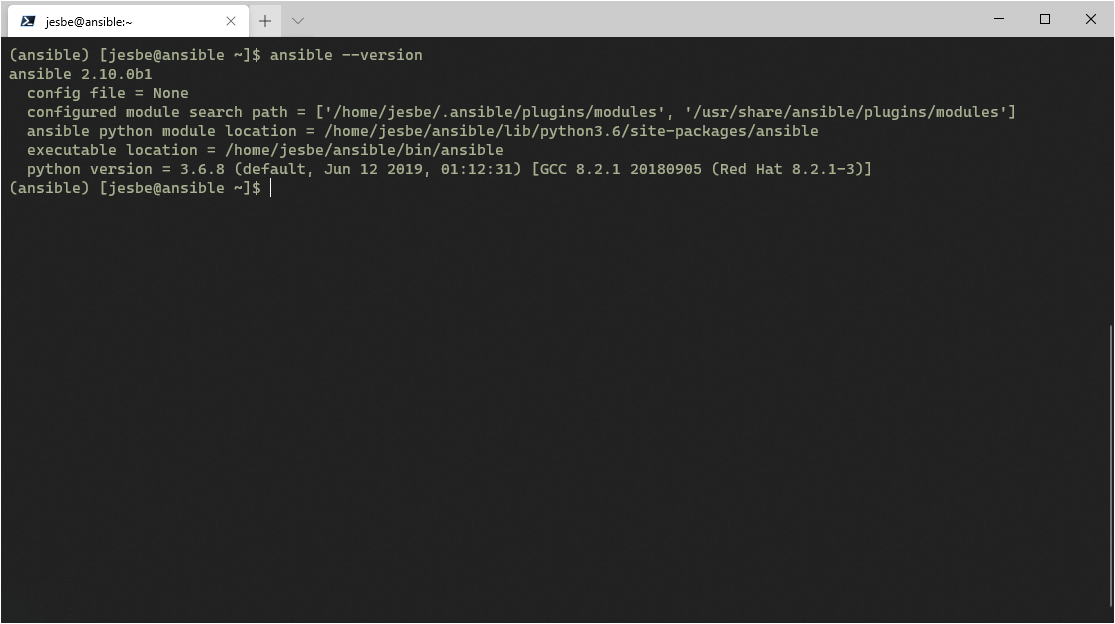 jesbe@ansible:~
(ansible) [jesbe@ansible ~]$ ansible --version
ansible 2.10.0b1
  config file = None
  configured module search path = ['/home/jesbe/.ansible/plugins/modules', '/usr/share/ansible/plugins/modules']
  ansible python module location = /home/jesbe/ansible/lib/python3.6/site-packages/ansible
  executable location = /home/jesbe/ansible/bin/ansible
  python version = 3.6.8 (default, Jun 12 2019, 01:12:31) [GCC 8.2.1 20180905 (Red Hat 8.2.1-3)]
(ansible) [jesbe@ansible ~]$